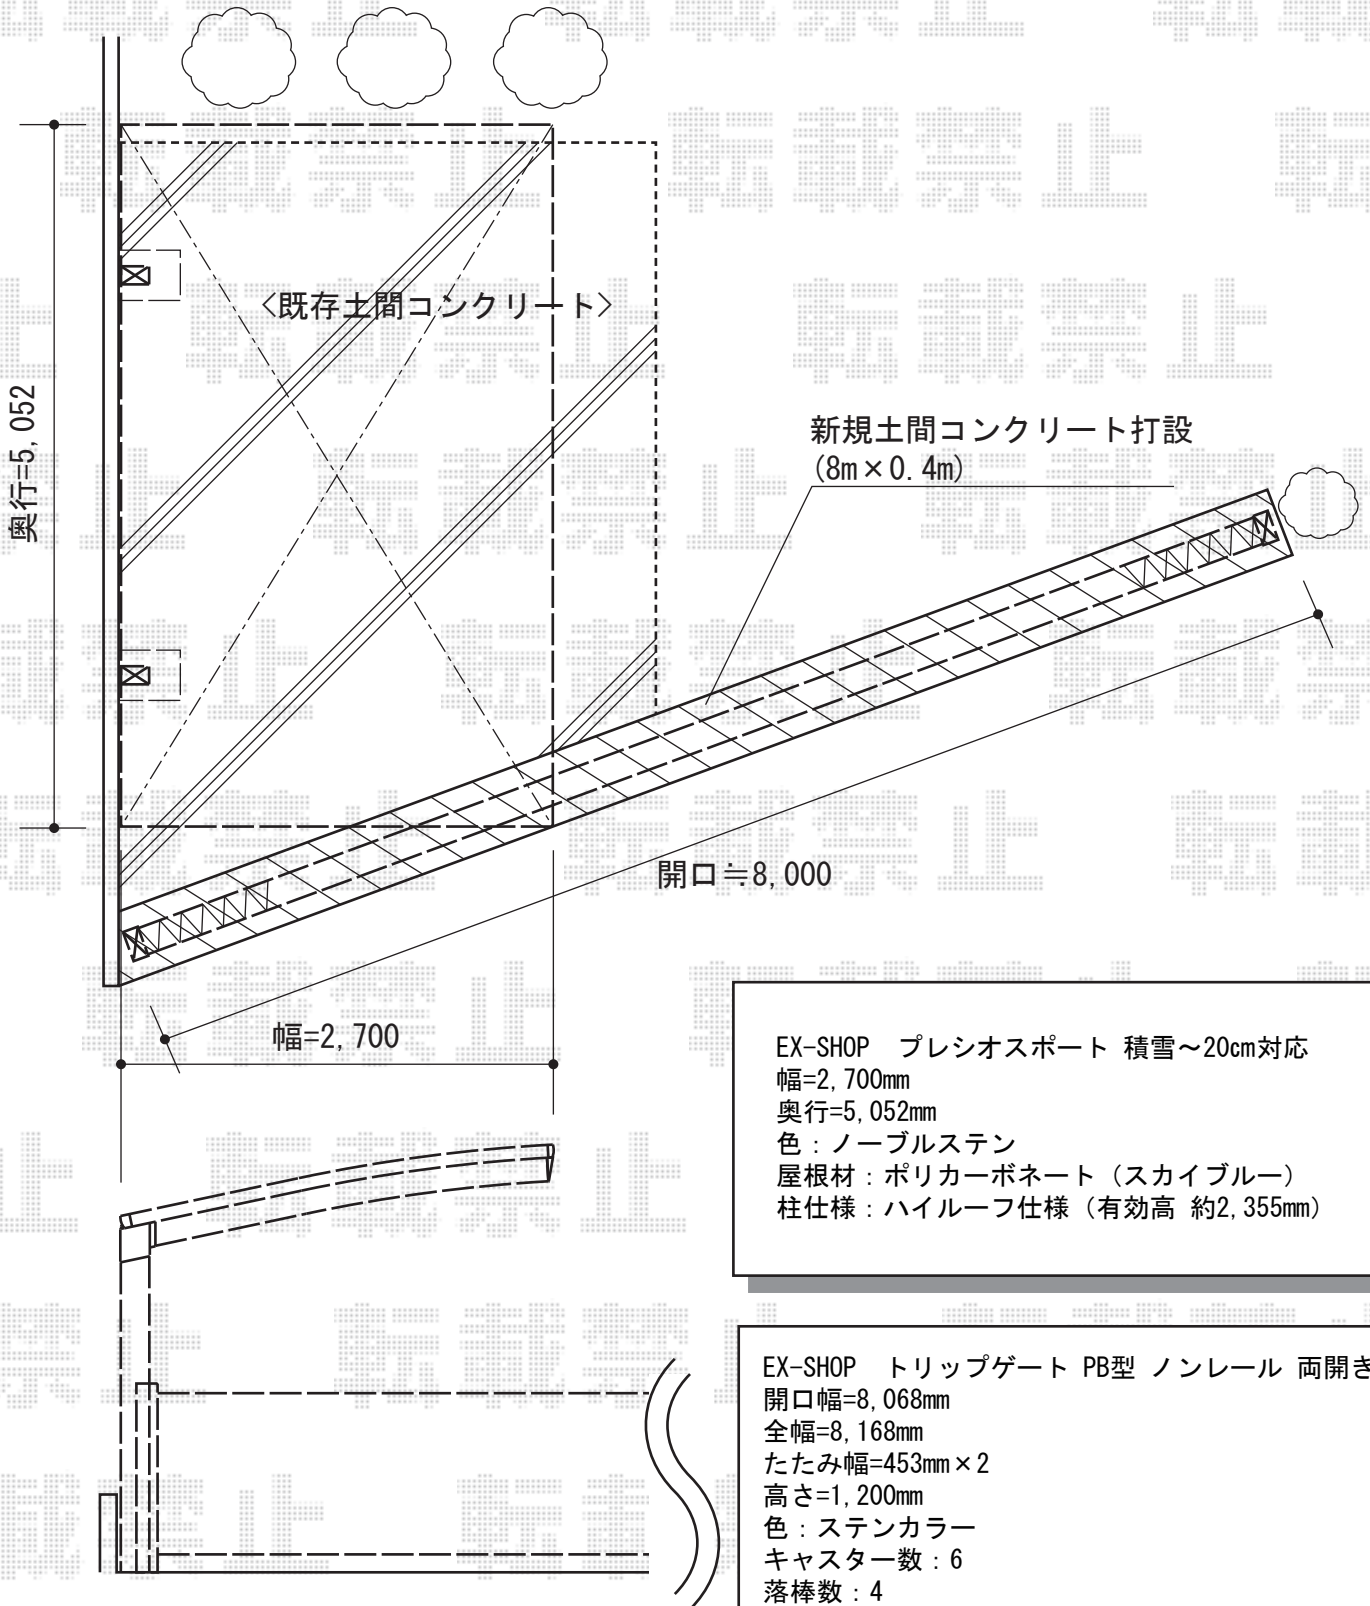 転載禁止
<既存土間コンクリート>
奥行=5,052
新規土間コンクリート打設
(8m×0.4m)
開口≒8,000
幅=2,700
EX-SHOP プレシオスポート 積雪～20cm対応
幅=2,700mm
奥行=5,052mm
色：ノーブルステン
屋根材：ポリカーボネート（スカイブルー）
柱仕様：ハイルーフ仕様（有効高 約2,355mm）
EX-SHOP トリップゲート PB型 ノンレール 両開き
開口幅=8,068mm
全幅=8,168mm
たたみ幅=453mm×2
高さ=1,200mm
色：ステンカラー
キャスター数：6
落棒数：4